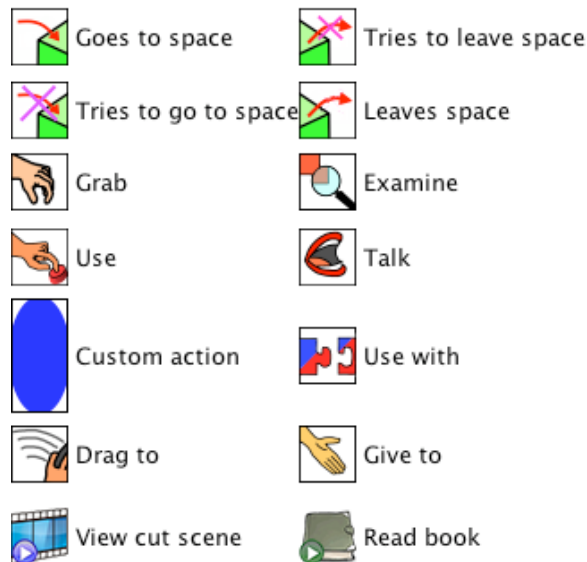 Goes to space
Tries to leave space
Tries to go to space
Leaves space
Grab
Examine
Use
Talk
Custom action
Use with
Drag to
Give to
View cut scene
Read book